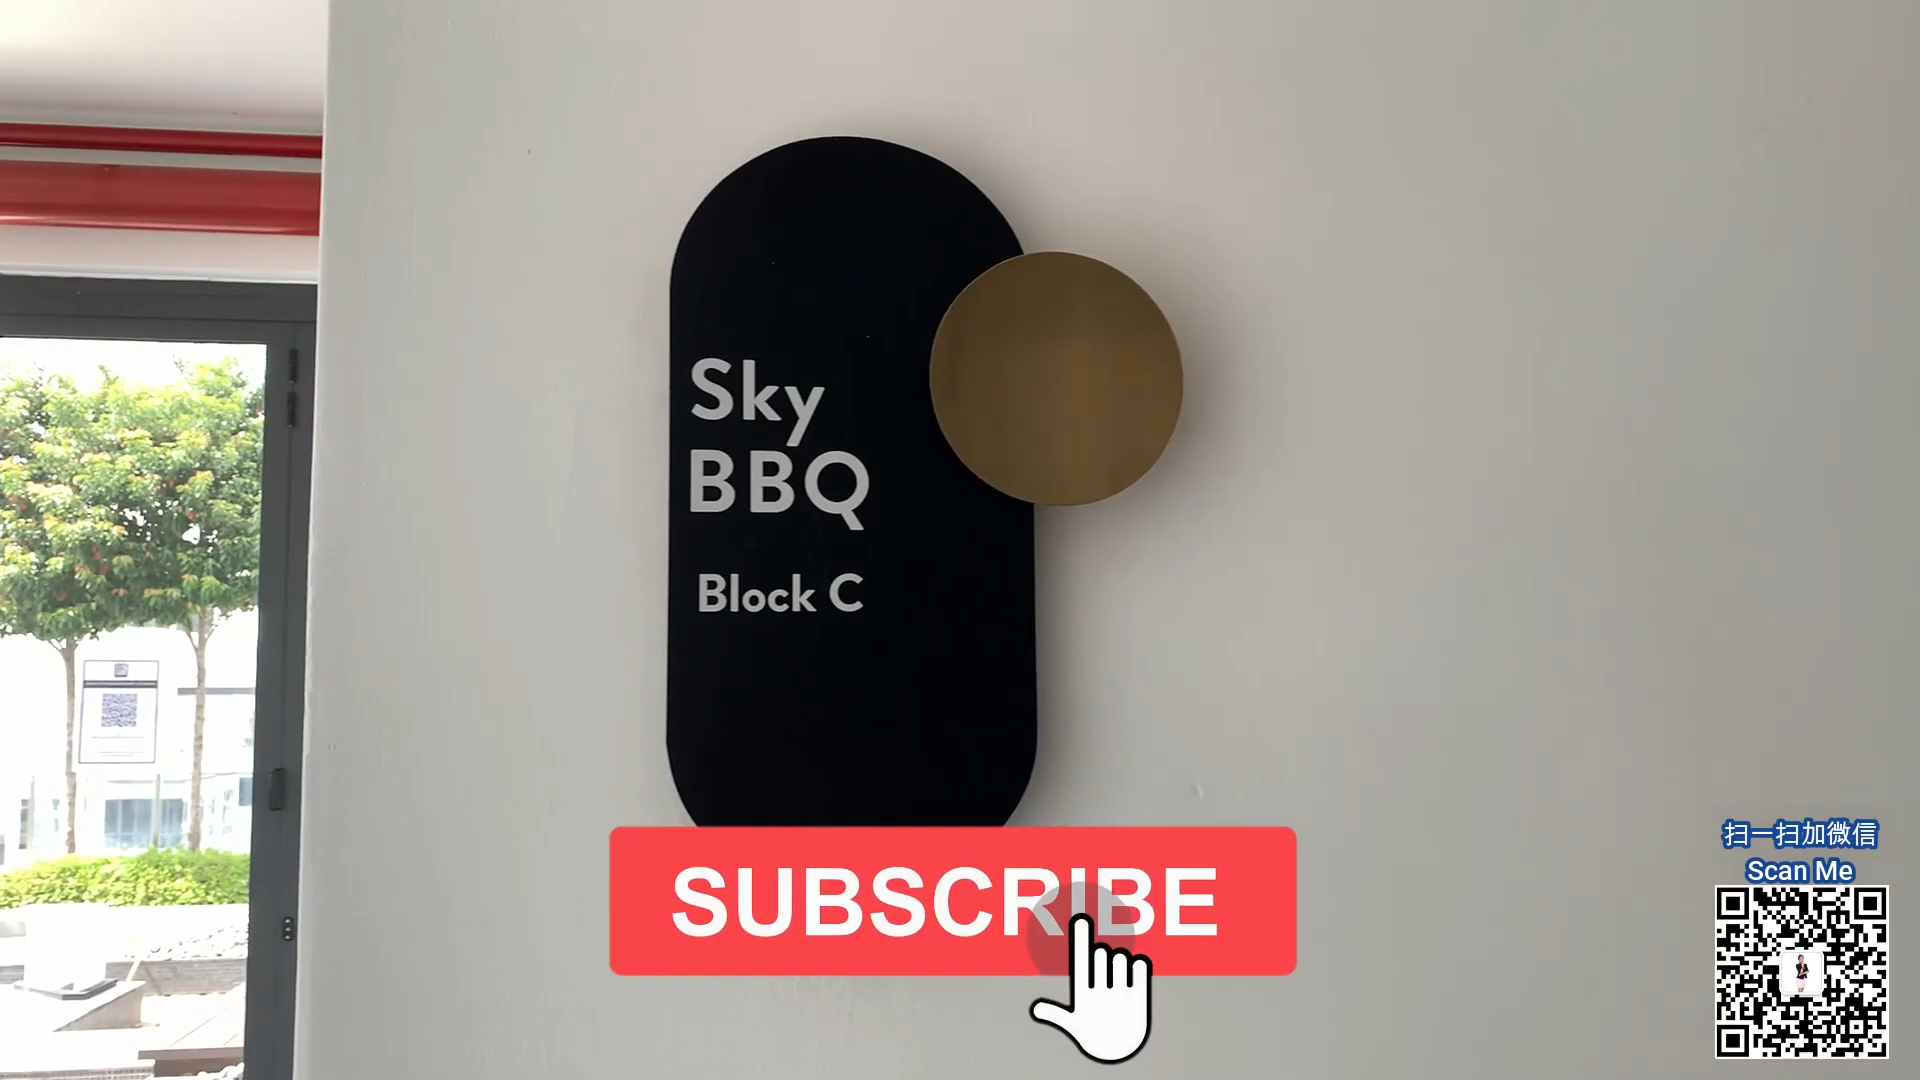 Sky
BBQ
Block C
SUBSCRIBE
扫一扫加微信
Scan Me